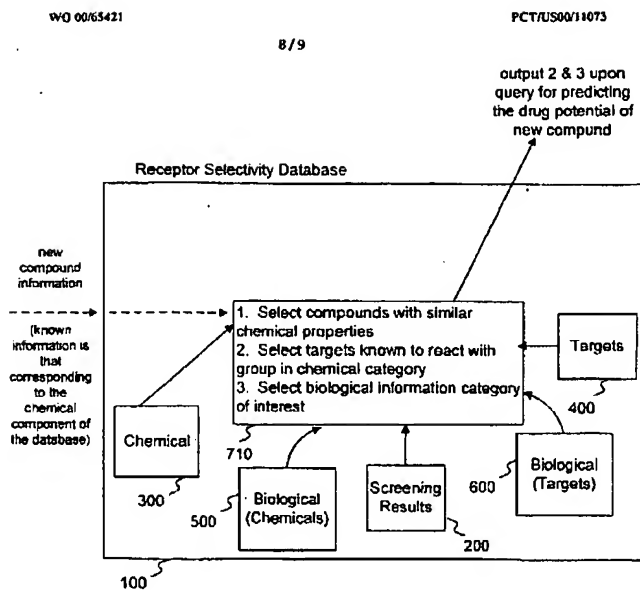 WO 00/65421
PCT/US00/11073
8/9
output 2 & 3 upon
query for predicting
the drug potential of
new compund
Receptor Selectivity Database
new
compound
information
(known
information is
that
corresponding
to the
chemical
component of
the database)
1. Select compounds with similar
chemical properties
2. Select targets known to react with
group in chemical category
3. Select biological information category
of interest
710
Targets
400
Chemical
300
Biological
(Chemicals)
500
Screening
Results
200
Biological
(Targets)
600
100